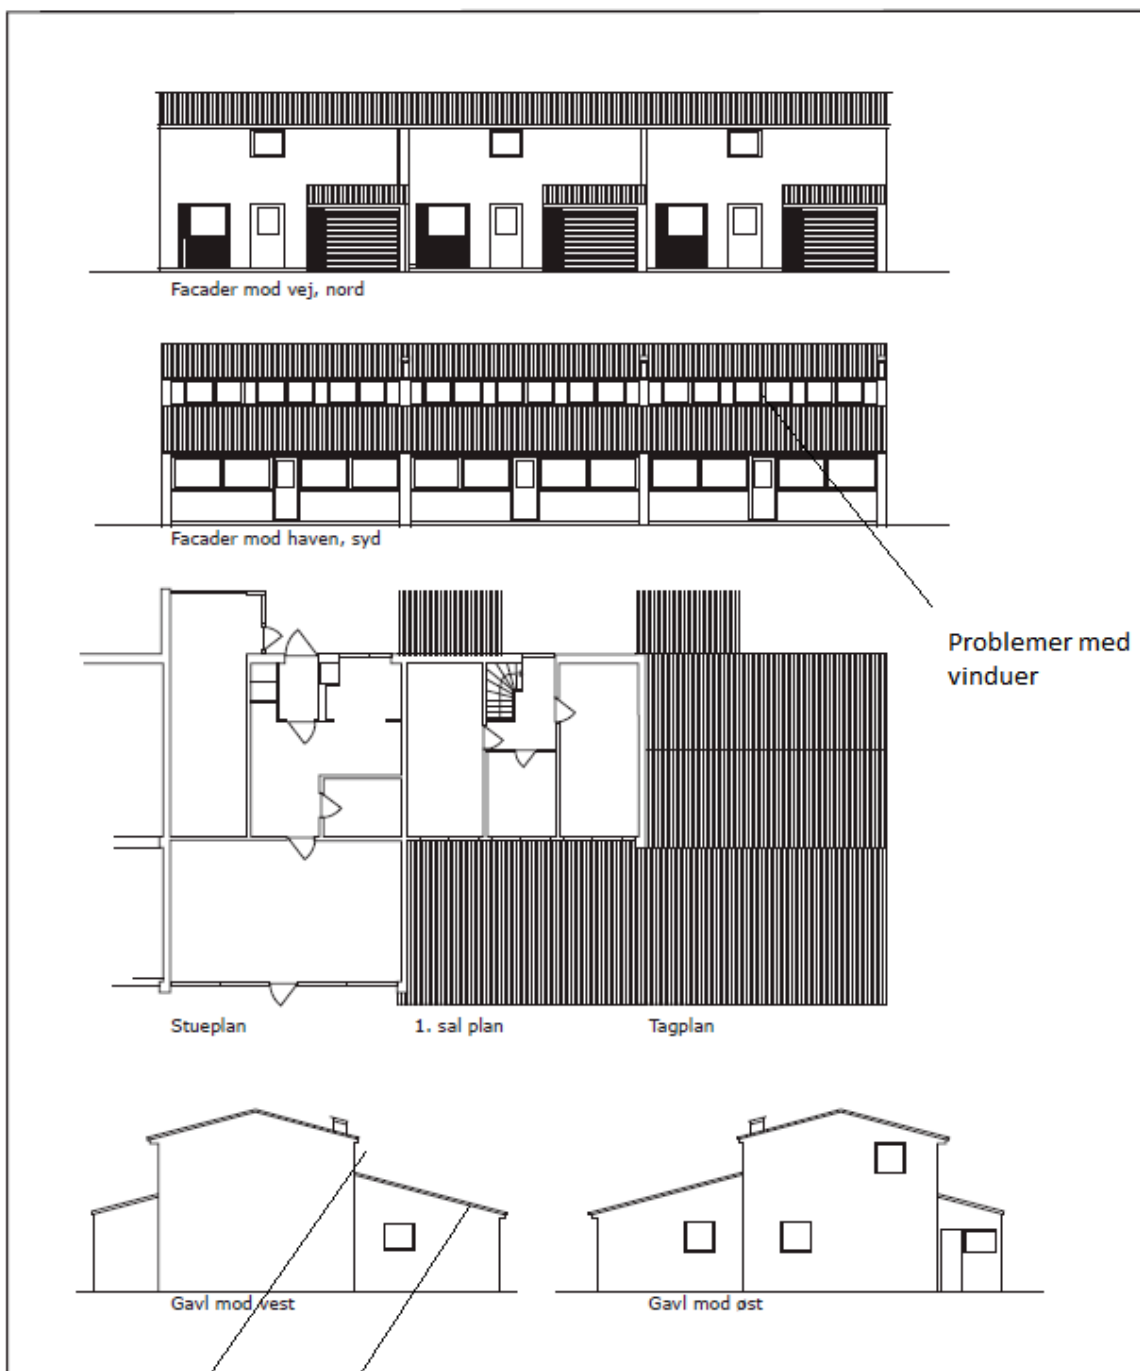 Facader mod vej, nord
Facader mod haven, syd
Problemer med
vinduer
Stueplan
1. sal plan
Tagplan
Gavl mod vest
Gavl mod øst